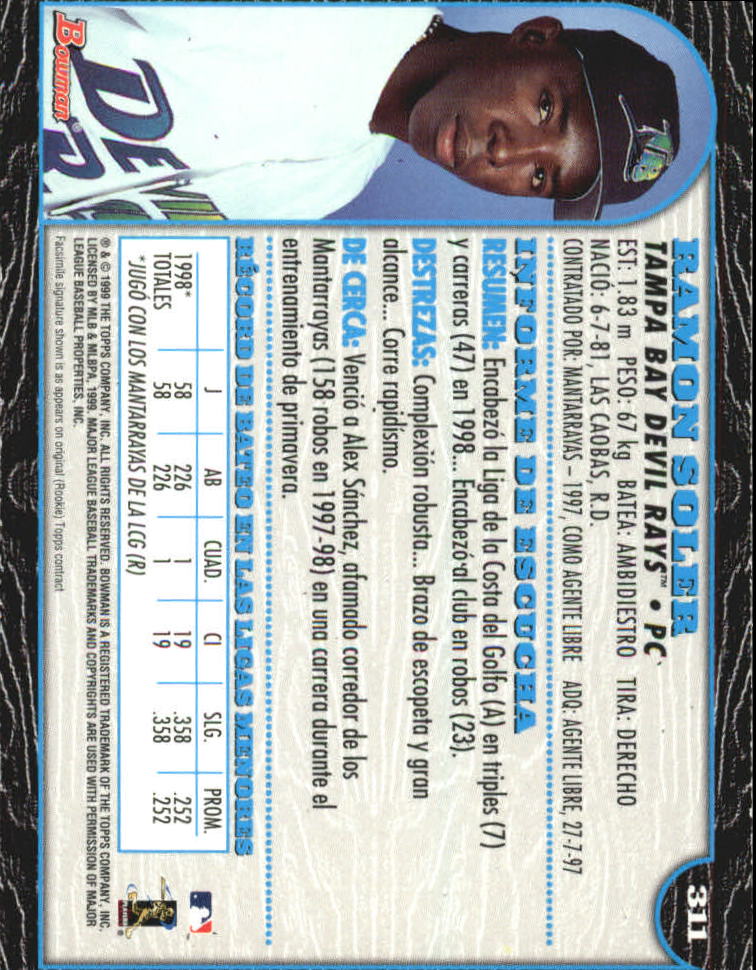 311
RAMON SOLER
TAMPA BAY DEVIL RAYS™ • PC
EST: 1,83 m PESO: 67 kg BATEA: AMBIDIESTRO TIRA: DERECHO
NACIÓ: 6-7-81, LAS CAOBAS, R.D.
CONTRATADO POR: MANTARRAYAS – 1997, COMO AGENTE LIBRE ADQ: AGENTE LIBRE, 27-7-97
INFORME DE ESCUCHA
RESUMEN: Encabezó la Liga de la Costa del Golfo (A) en triples (7)
y carreras (47) en 1998... Encabezó al club en robos (23).
DESTREZAS: Complexión robusta... Brazo de escopeta y gran
alcance... Corre rapidísmo.
DE CERCA: Venció a Alex Sánchez, afamado corredor de los
Mantarrayas (158 robos en 1997-98) en una carrera durante el
entrenamiento de primavera.
RÉCORD DE BATEO EN LAS LIGAS MENORES
J AB CUAD. CI SLG. PROM.
1998* 58 226 1 19 .358 .252
TOTALES 58 226 1 19 .358 .252
*JUGÓ CON LOS MANTARRAYAS DE LA LCG (R)
® & © 1999 THE TOPPS COMPANY, INC. ALL RIGHTS RESERVED. BOWMAN IS A REGISTERED TRADEMARK OF THE TOPPS COMPANY, INC.
LICENSED BY MLB & MLBPA, 1999. MAJOR LEAGUE BASEBALL TRADEMARKS AND COPYRIGHTS ARE USED WITH PERMISSION OF MAJOR
LEAGUE BASEBALL PROPERTIES, INC.
Facsimile signature shown is as appears on original (Rookie) Topps contract
Bowman®
TB